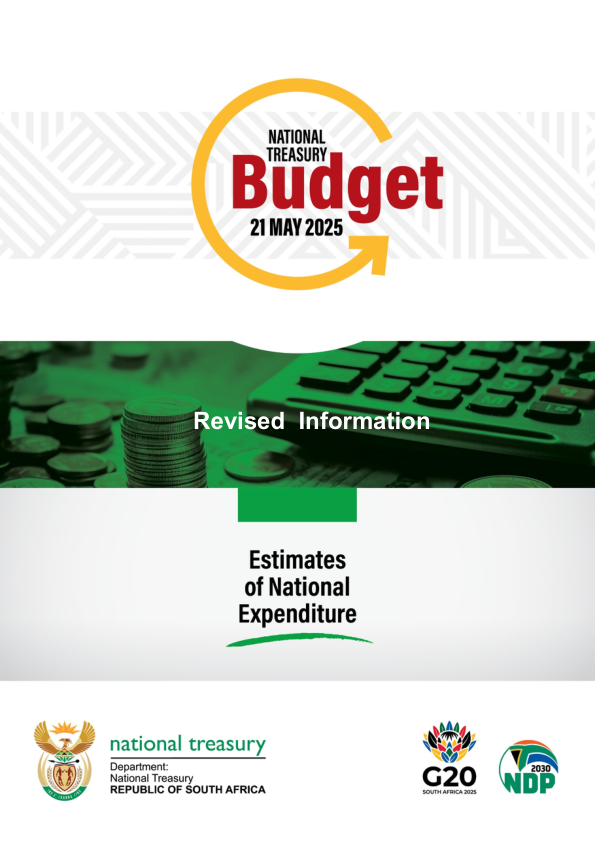 NATIONAL
TREASURY
Budget
21 MAY 2025
Revised Information
Estimates
of National
Expenditure
national treasury
Department:
National Treasury
REPUBLIC OF SOUTH AFRICA
G20
SOUTH AFRICA 2025
2030
NDP